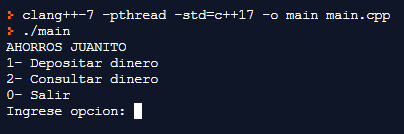 > clang++-7 -pthread -std=c++17 -o main main.cpp
> ./main
AHORROS JUANITO
1- Depositar dinero
2- Consultar dinero
0- Salir
Ingrese opcion: